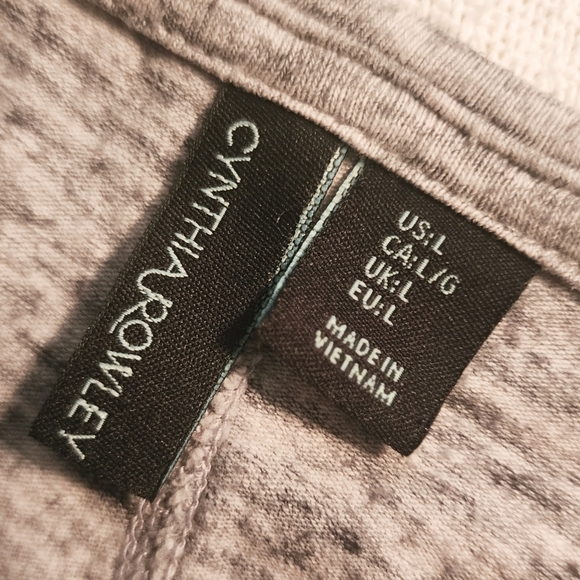 CYNTHIA ROWLEY
US:L
CA:L/G
UK:L
EU:L
MADE IN
VIETNAM